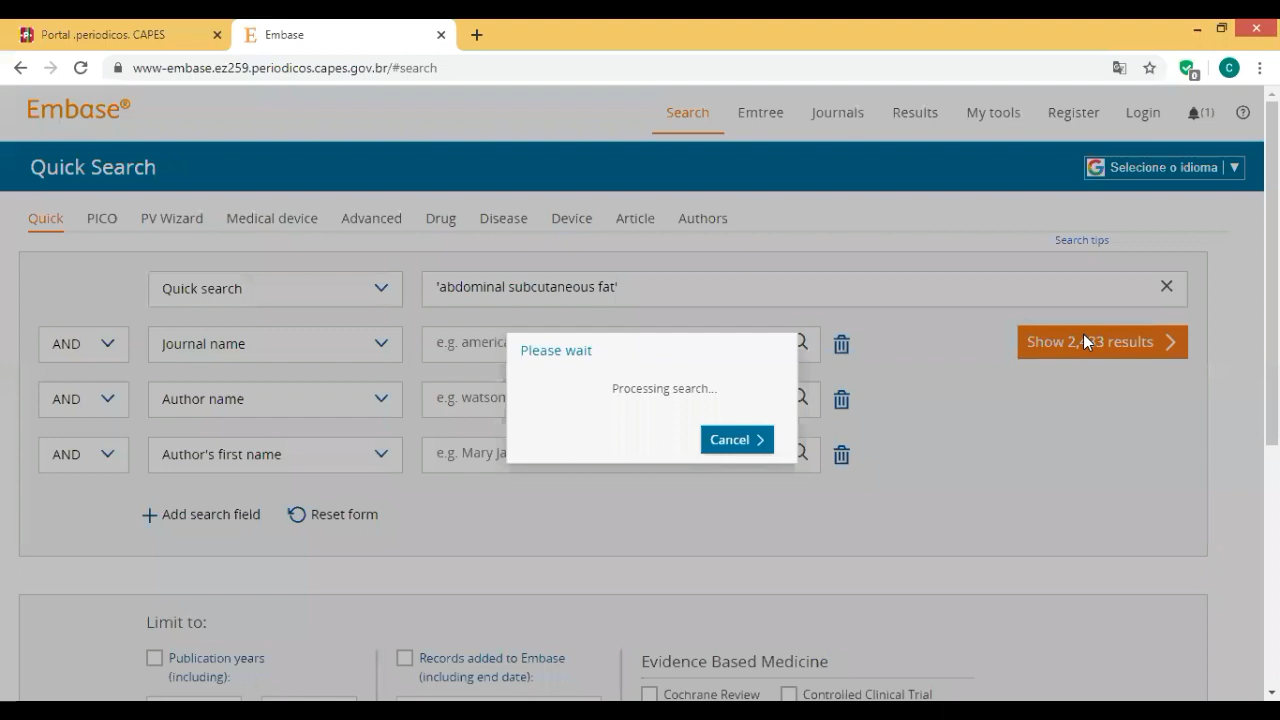 Portal .periodicos. CAPES
Embase
www-embase.ez259.periodicos.capes.gov.br/#search
0
C
Embase®
Search
Emtree
Journals
Results
My tools
Register
Login
(1)
Quick Search
Selecione o idioma
Quick
PICO
PV Wizard
Medical device
Advanced
Drug
Disease
Device
Article
Authors
Search tips
Quick search
'abdominal subcutaneous fat'
AND
Journal name
e.g. america
Show 2, 3 results
AND
Author name
e.g. watson
AND
Author's first name
e.g. Mary Ja
Please wait
Processing search...
Cancel
Add search field
Reset form
Limit to:
Publication years
(including):
Records added to Embase
(including end date):
Evidence Based Medicine
Cochrane Review
Controlled Clinical Trial